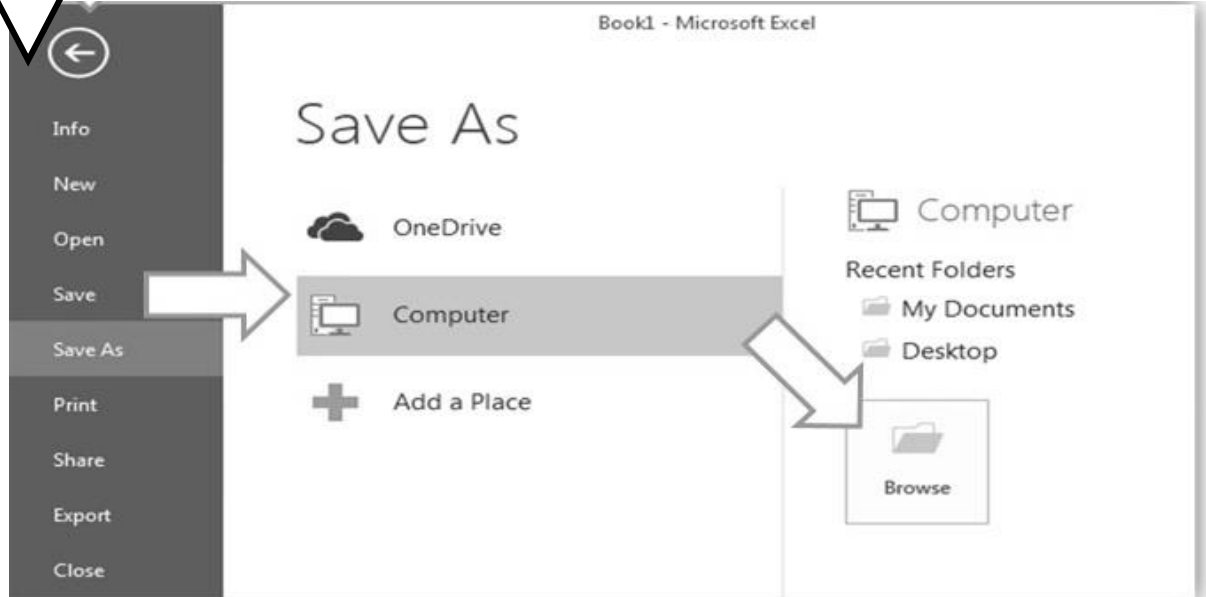 Book1 - Microsoft Excel
Info
New
Open
Save
Save As
Print
Share
Export
Close
Save As
OneDrive
Computer
Add a Place
Computer
Recent Folders
My Documents
Desktop
Browse